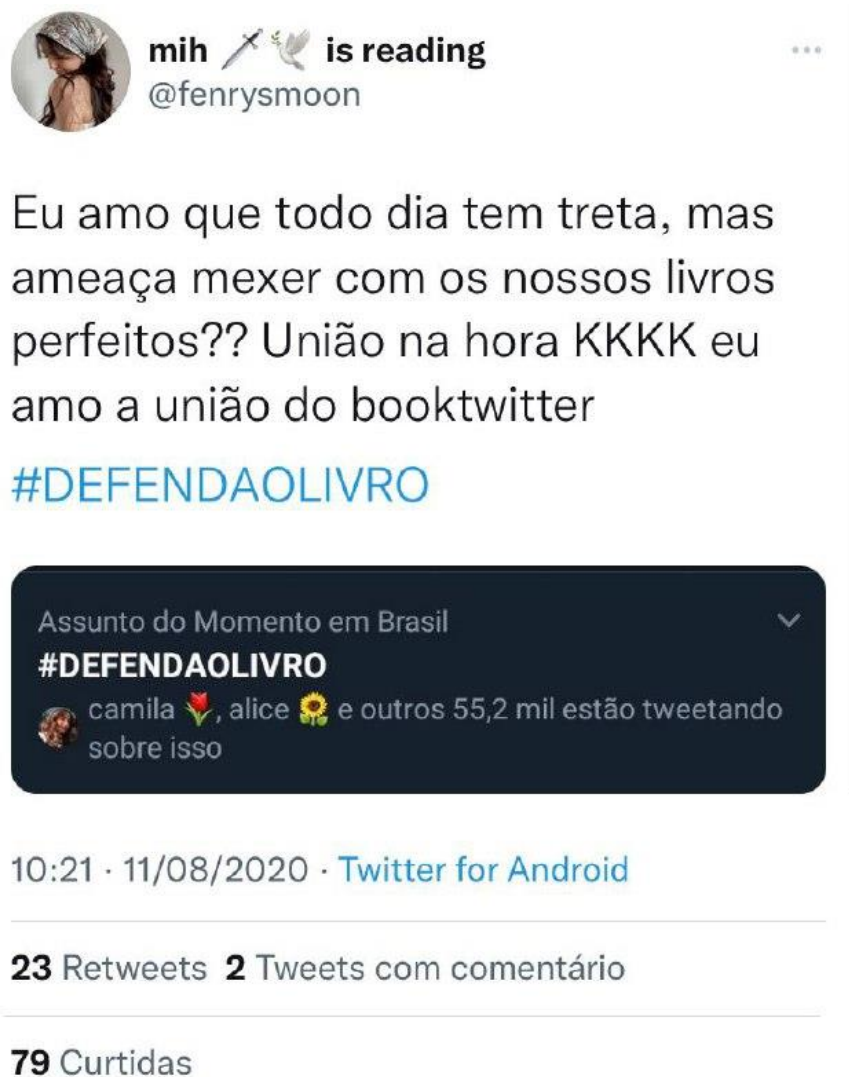 mih 🗡️🕊️ is reading
@fenrysmoon
Eu amo que todo dia tem treta, mas
ameaça mexer com os nossos livros
perfeitos?? União na hora KKKK eu
amo a união do booktwitter
#DEFENDAOLIVRO
Assunto do Momento em Brasil
#DEFENDAOLIVRO
camila 🌷, alice 🌻 e outros 55,2 mil estão tweetando
sobre isso
10:21 · 11/08/2020 · Twitter for Android
23 Retweets 2 Tweets com comentário
79 Curtidas